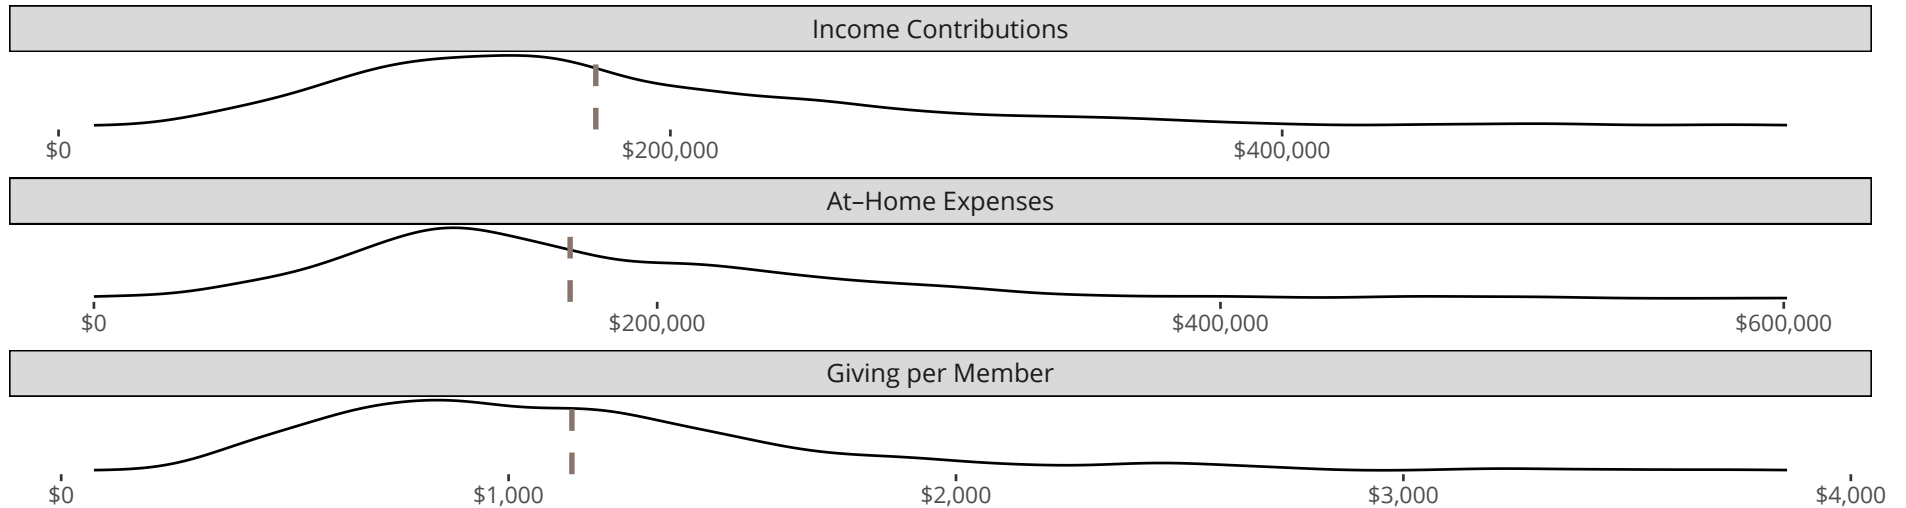 Income Contributions
$0 $200,000 $400,000
At–Home Expenses
$0 $200,000 $400,000 $600,000
Giving per Member
$0 $1,000 $2,000 $3,000 $4,000